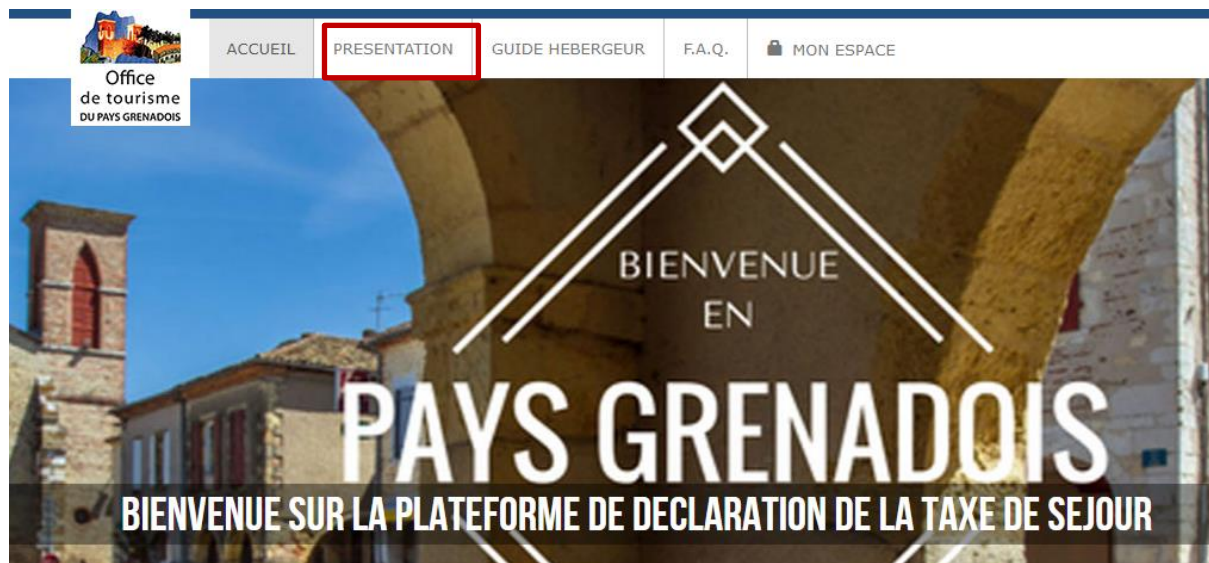 Office
de tourisme
DU PAYS GRENADOIS
ACCUEIL PRESENTATION GUIDE HEBERGEUR F.A.Q. MON ESPACE
BIENVENUE
EN
PAYS GRENADOIS
BIENVENUE SUR LA PLATEFORME DE DECLARATION DE LA TAXE DE SEJOUR